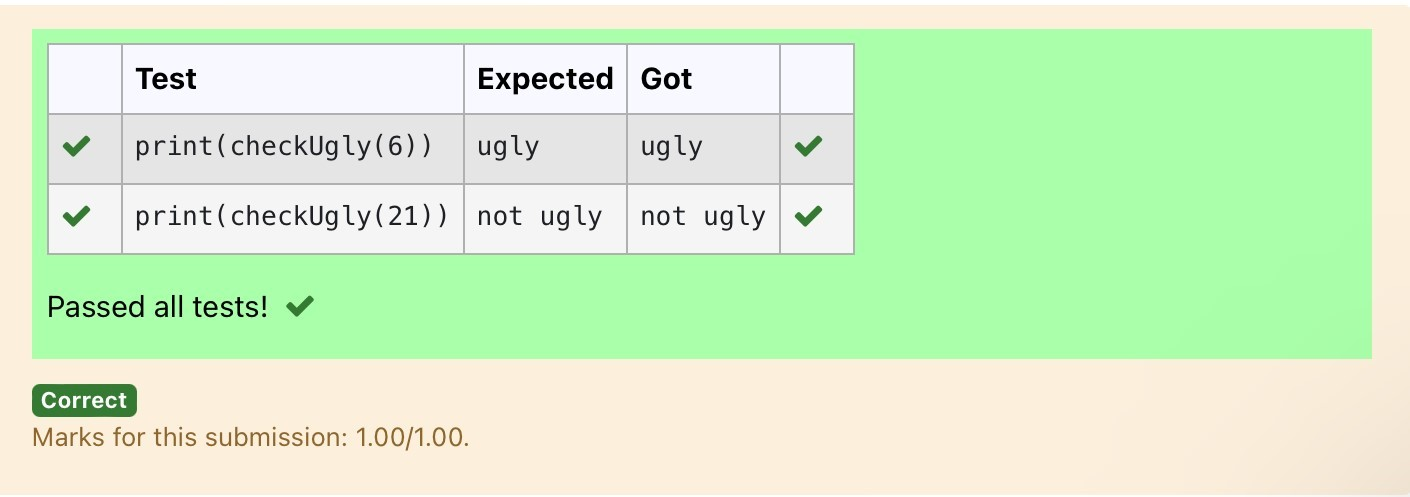 Test Expected Got
print(checkUgly(6)) ugly ugly
print(checkUgly(21)) not ugly not ugly
Passed all tests!
Correct
Marks for this submission: 1.00/1.00.